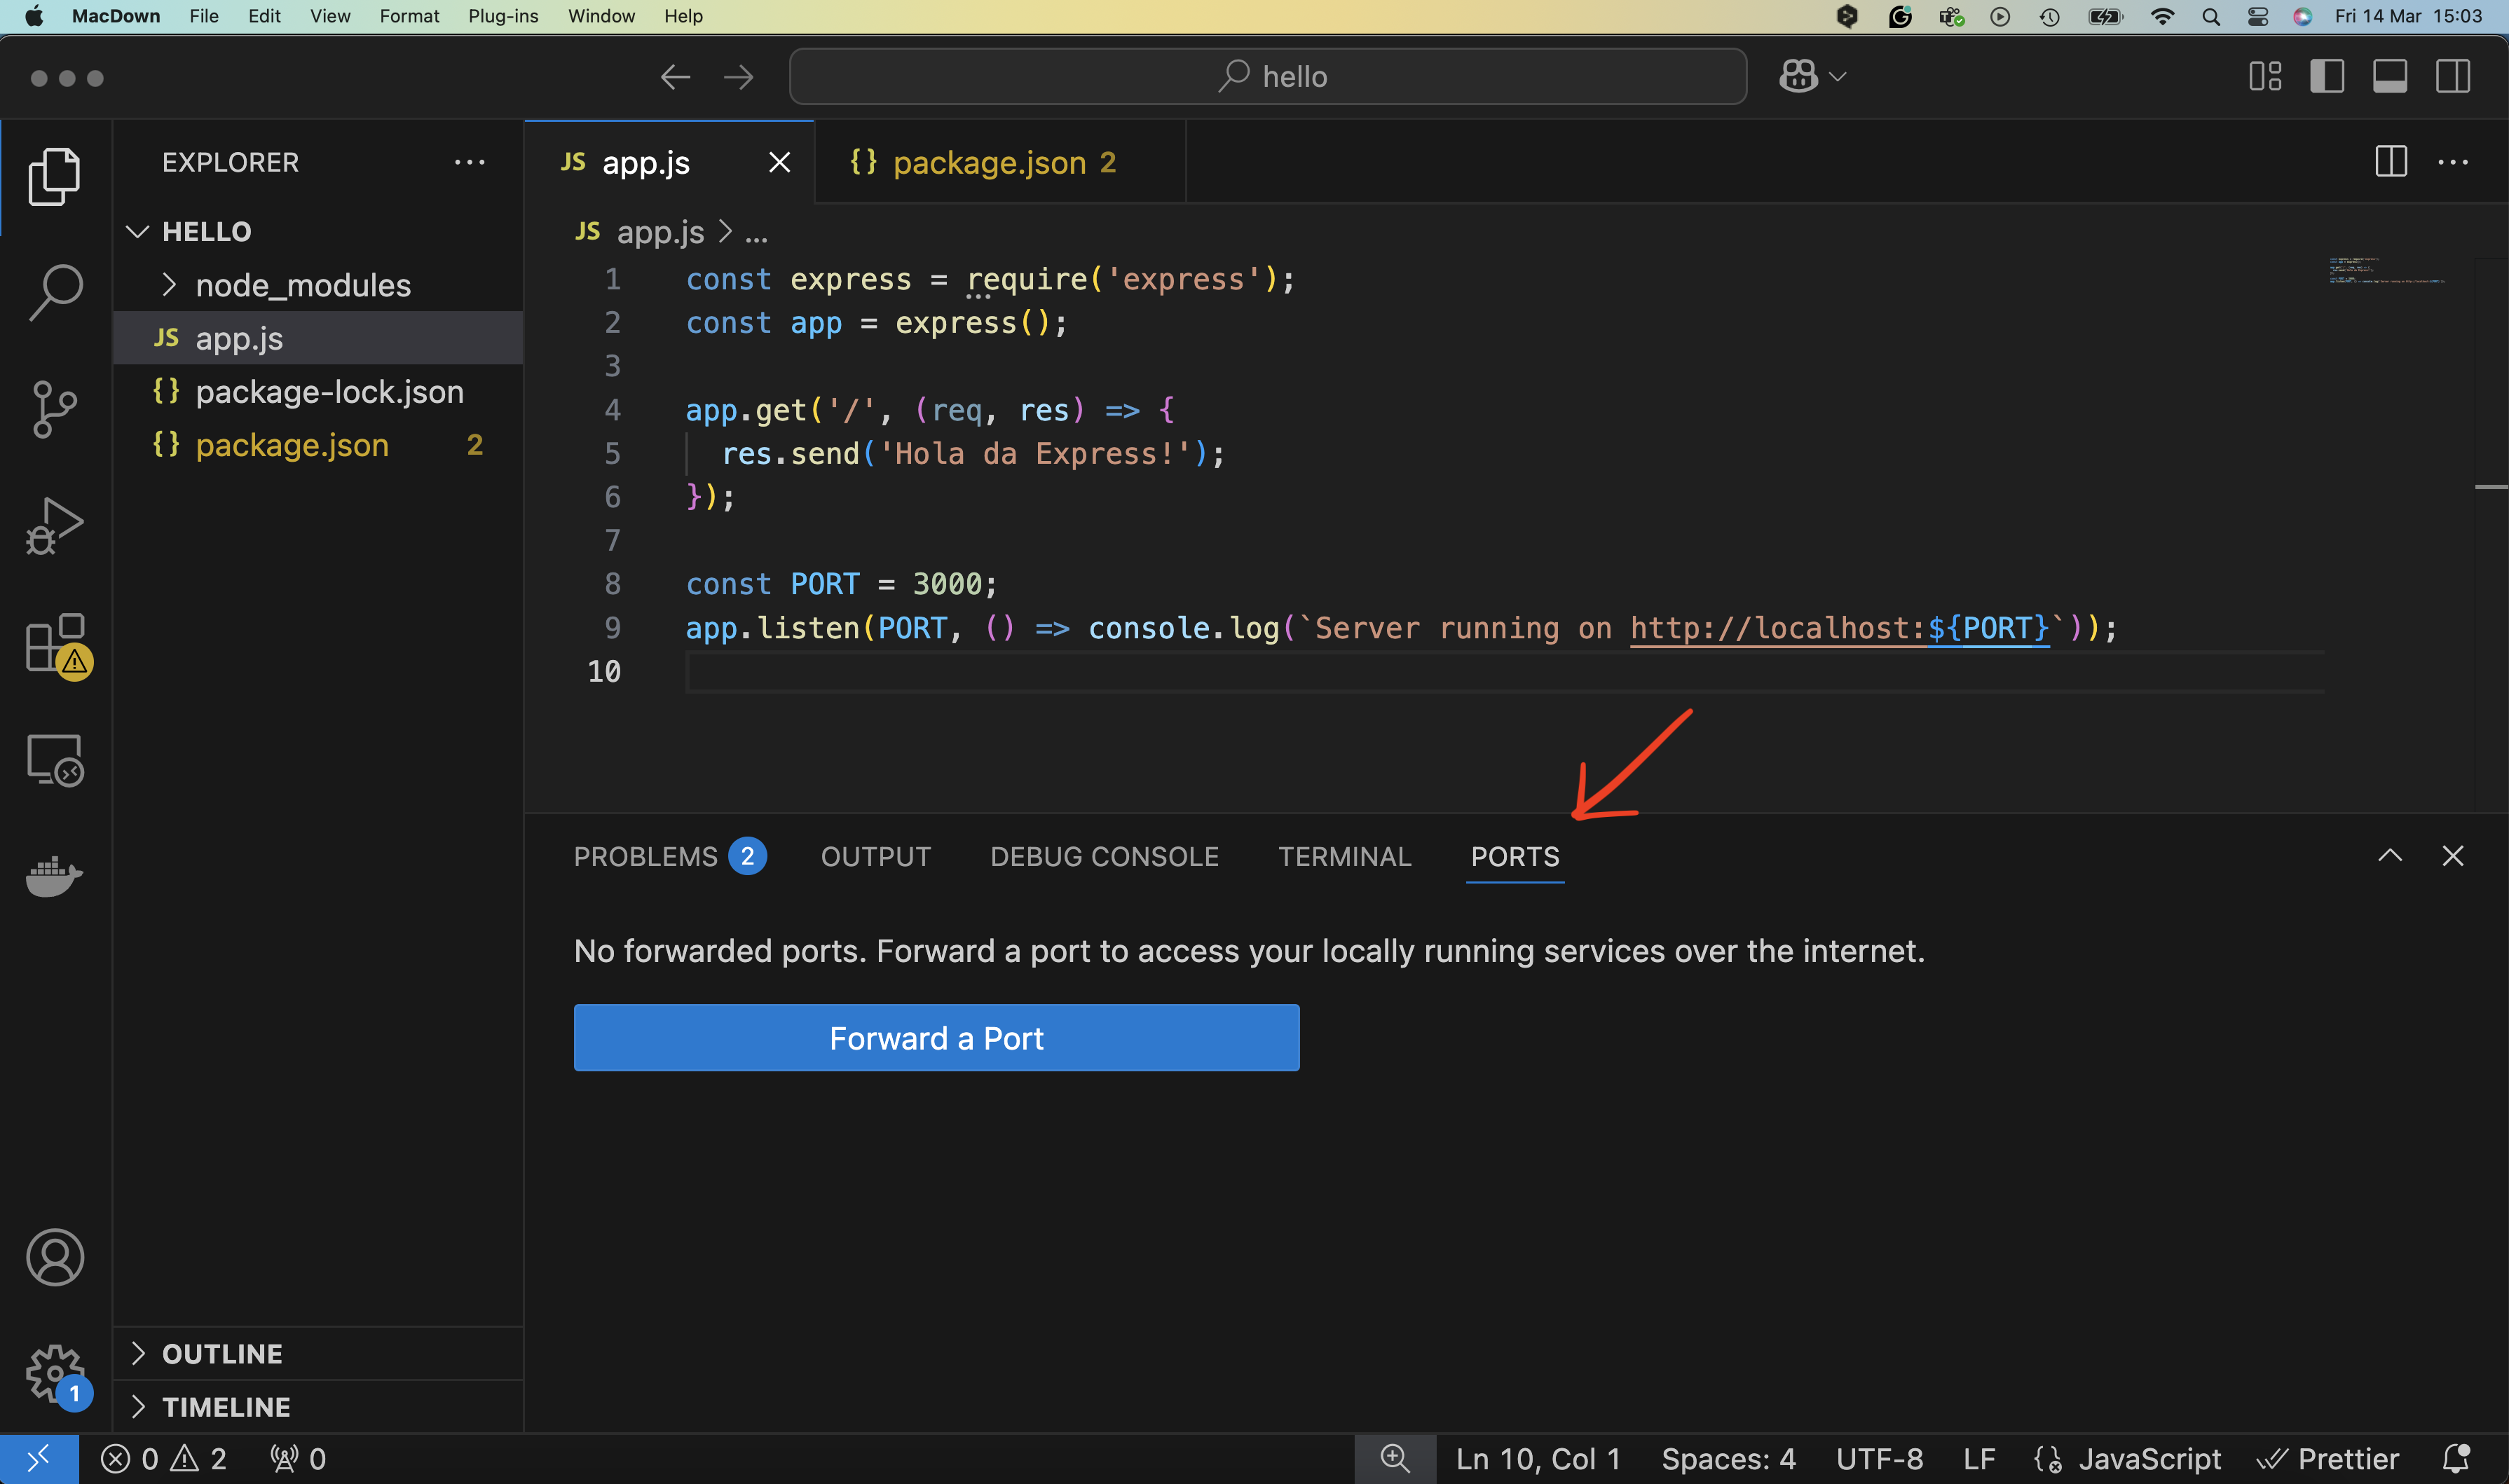 MacDown File Edit View Format Plug-ins Window Help Fri 14 Mar 15:03
hello
EXPLORER
HELLO
node_modules
JS app.js
{} package-lock.json
{} package.json 2
OUTLINE
TIMELINE
JS app.js {} package.json 2
JS app.js > ...
1 const express = require('express');
2 const app = express();
3
4 app.get('/', (req, res) => {
5 res.send('Hola da Express!');
6 });
7
8 const PORT = 3000;
9 app.listen(PORT, () => console.log(`Server running on http://localhost:${PORT}`));
10
PROBLEMS 2 OUTPUT DEBUG CONSOLE TERMINAL PORTS
No forwarded ports. Forward a port to access your locally running services over the internet.
Forward a Port
1
0 2 0 Ln 10, Col 1 Spaces: 4 UTF-8 LF {} JavaScript Prettier